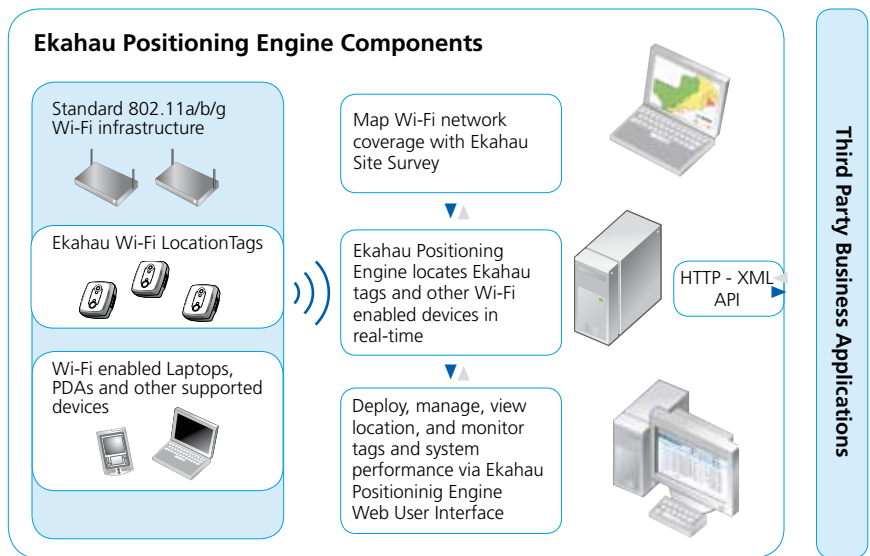 Ekahau Positioning Engine Components
Standard 802.11a/b/g
Wi-Fi infrastructure
Ekahau Wi-Fi LocationTags
Wi-Fi enabled Laptops,
PDAs and other supported
devices
Map Wi-Fi network
coverage with Ekahau
Site Survey
Ekahau Positioning
Engine locates Ekahau
tags and other Wi-Fi
enabled devices in
real-time
Deploy, manage, view
location, and monitor
tags and system
performance via Ekahau
Positioninig Engine
Web User Interface
HTTP - XML
API
Third Party Business Applications